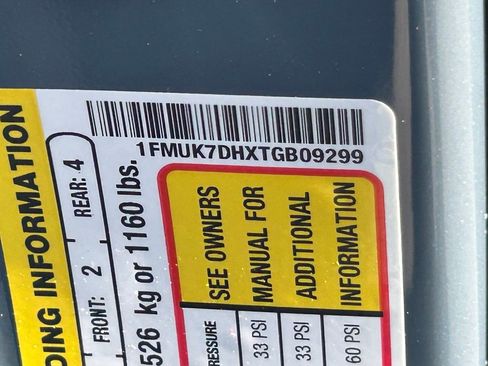 1FMUK7DHXTGB09299
DING INFORMATION
FRONT: 2 REAR: 4
526 kg or 1160 lbs.
PRESSURE
SEE OWNERS
33 PSI
MANUAL FOR
33 PSI
ADDITIONAL
60 PSI
INFORMATION